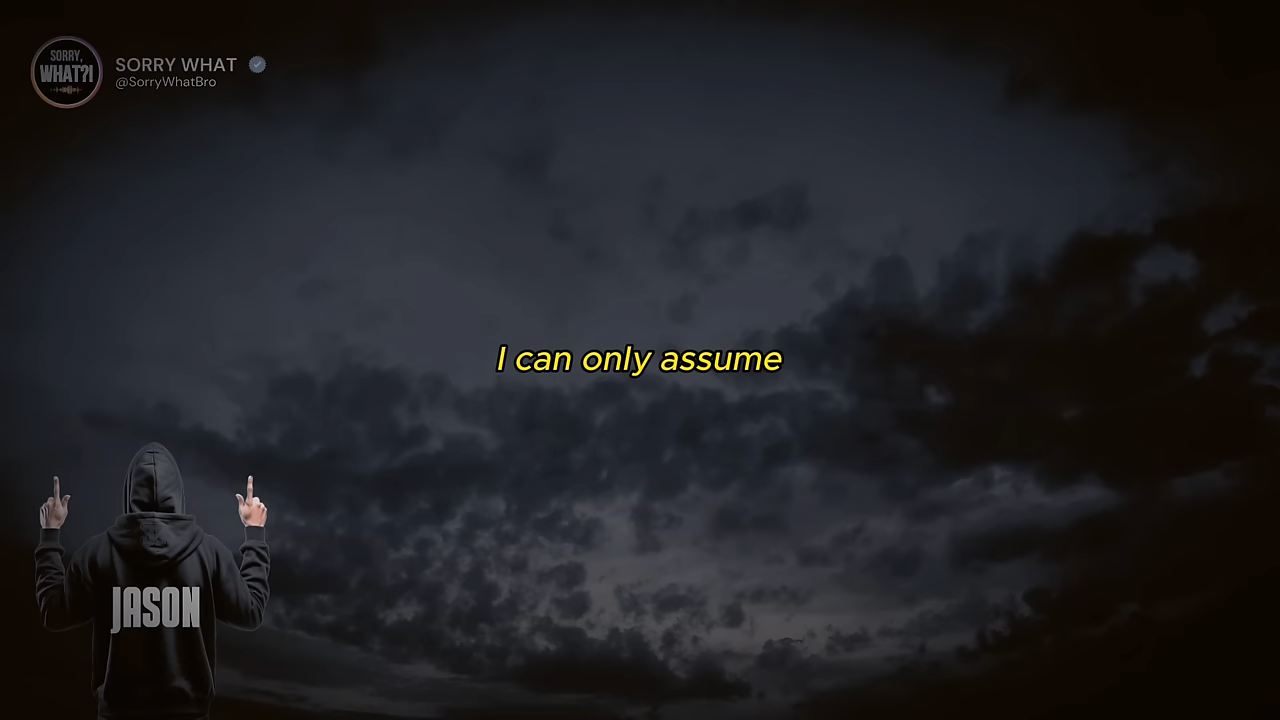 SORRY,
WHAT?!
SORRY WHAT
@SorryWhatBro
I can only assume
JASON